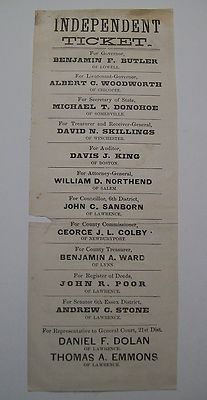 INDEPENDENT
TICKET.
For Governor,
BENJAMIN F. BUTLER
OF LOWELL.
For Lieutenant-Governor,
ALBERT C. WOODWORTH
OF CHICOPEE.
For Secretary of State,
MICHAEL T. DONOHOE
OF SOMERVILLE.
For Treasurer and Receiver-General,
DAVID N. SKILLINGS
OF WINCHESTER.
For Auditor,
DAVIS J. KING
OF BOSTON.
For Attorney-General,
WILLIAM D. NORTHEND
OF SALEM.
For Councillor, 6th District,
JOHN C. SANBORN
OF LAWRENCE.
For County Commissioner,
GEORGE J. L. COLBY
OF NEWBURYPORT.
For County Treasurer,
BENJAMIN A. WARD
OF LYNN.
For Register of Deeds,
JOHN R. POOR
OF LAWRENCE.
For Senator 6th Essex District,
ANDREW C. STONE
OF LAWRENCE.
For Representative to General Court, 21st Dist.
DANIEL F. DOLAN
OF LAWRENCE.
THOMAS A. EMMONS
OF LAWRENCE.